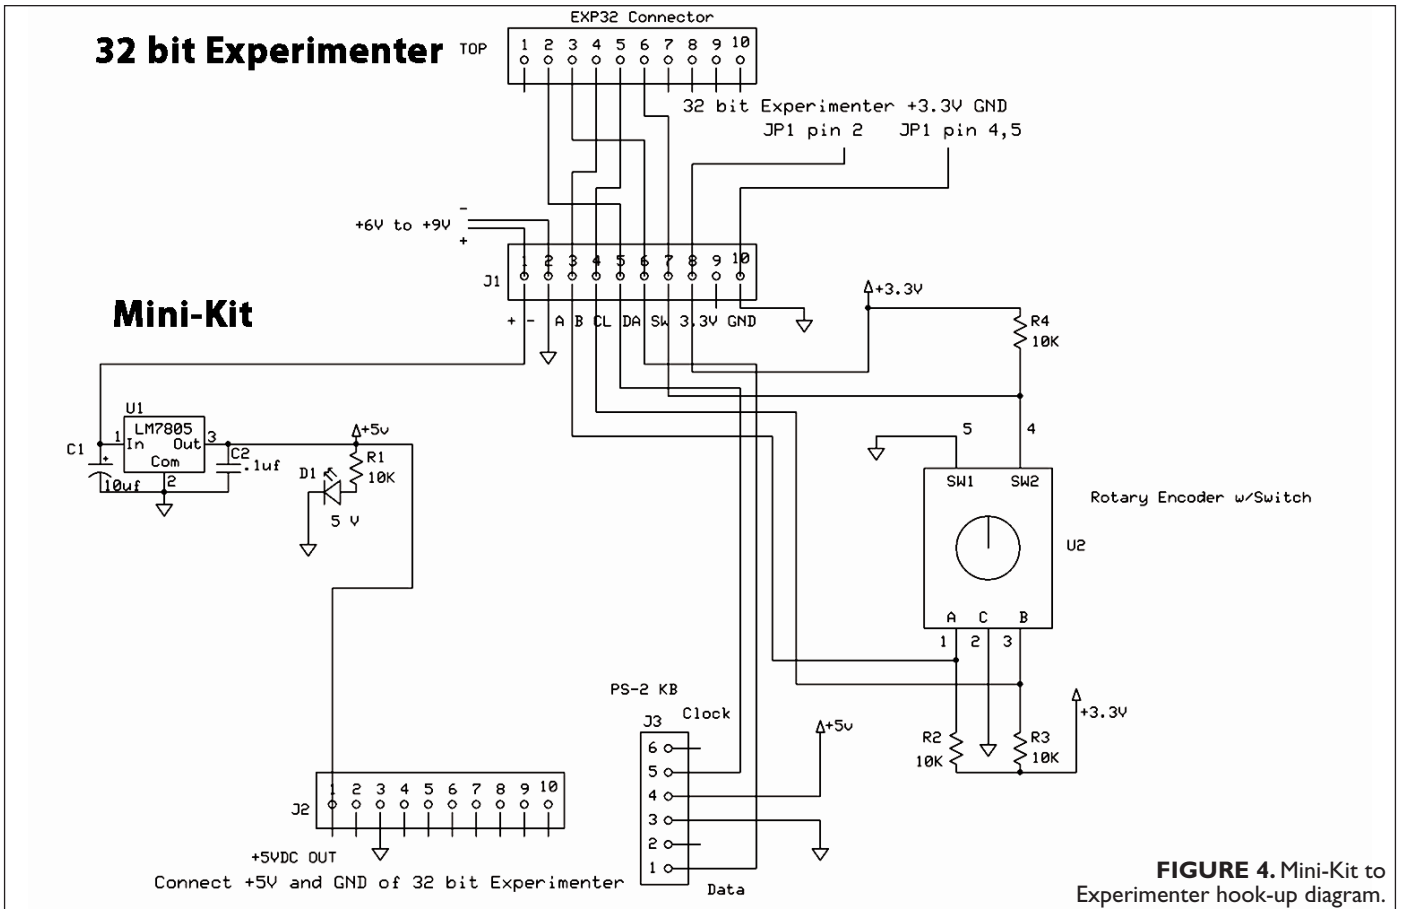 EXP32 Connector
32 bit Experimenter
TOP
1 2 3 4 5 6 7 8 9 10
32 bit Experimenter +3.3V GND
JP1 pin 2 JP1 pin 4,5
-
+6V to +9V
+
1 2 3 4 5 6 7 8 9 10
J1
+3.3V
Mini-Kit
+ - A B CL DA SW 3.3V GND
R4
10K
U1
LM7805
1 In Out 3
Com
2
C1
+
10uf
C2
.1uf
+5v
R1
10K
D1
5 V
5 4
SW1 SW2
Rotary Encoder w/Switch
U2
A C B
1 2 3
PS-2 KB
Clock
J3
6
5
4
3
2
1
+5v
+3.3V
R2
10K
R3
10K
1 2 3 4 5 6 7 8 9 10
J2
+5VDC OUT
Connect +5V and GND of 32 bit Experimenter
Data
FIGURE 4. Mini-Kit to
Experimenter hook-up diagram.